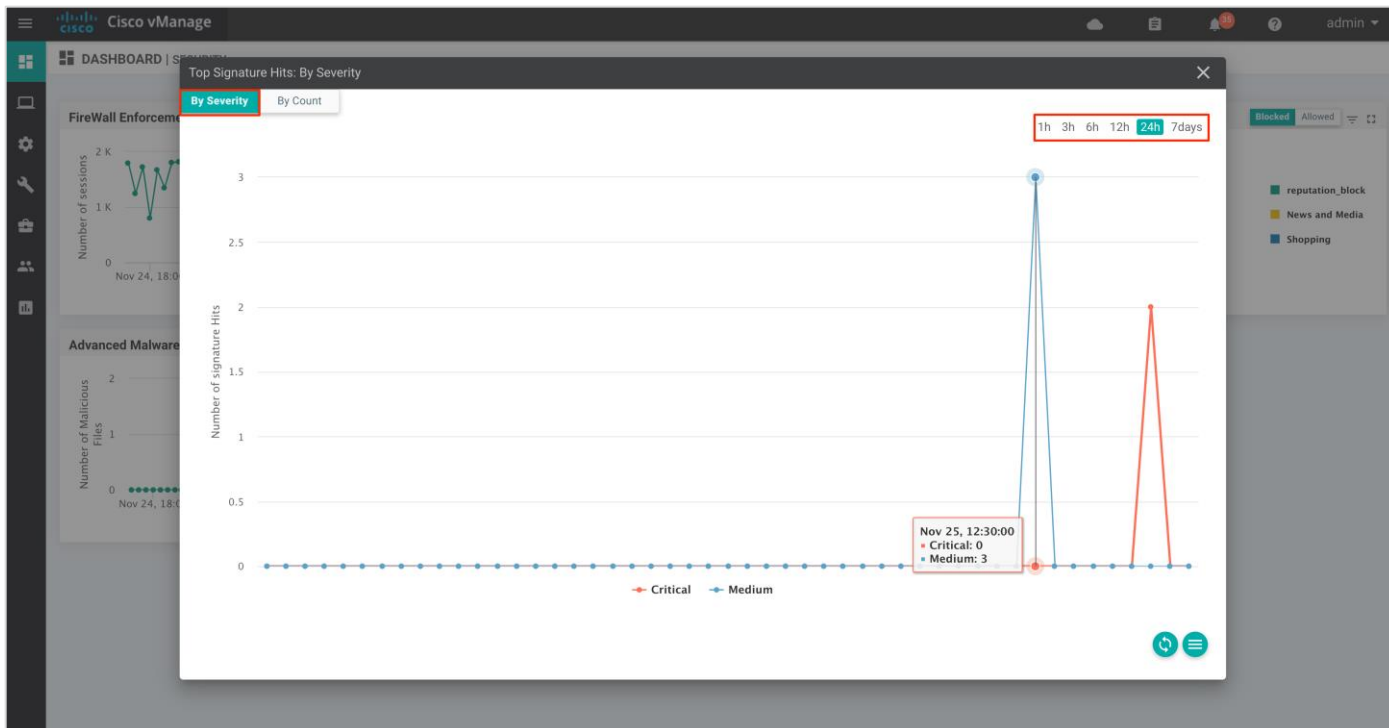 cisco Cisco vManage
35
admin
DASHBOARD |
Top Signature Hits: By Severity
By Severity By Count
1h 3h 6h 12h 24h 7days
Number of signature Hits
3
2.5
2
1.5
1
0.5
0
Nov 25, 12:30:00
Critical: 0
Medium: 3
Critical Medium
FireWall Enforceme
Number of sessions
2 K
1 K
0
Nov 24, 18:0
Blocked Allowed
reputation_block
News and Media
Shopping
Advanced Malware
Number of Malicious
Files
2
1
0
Nov 24, 18:0